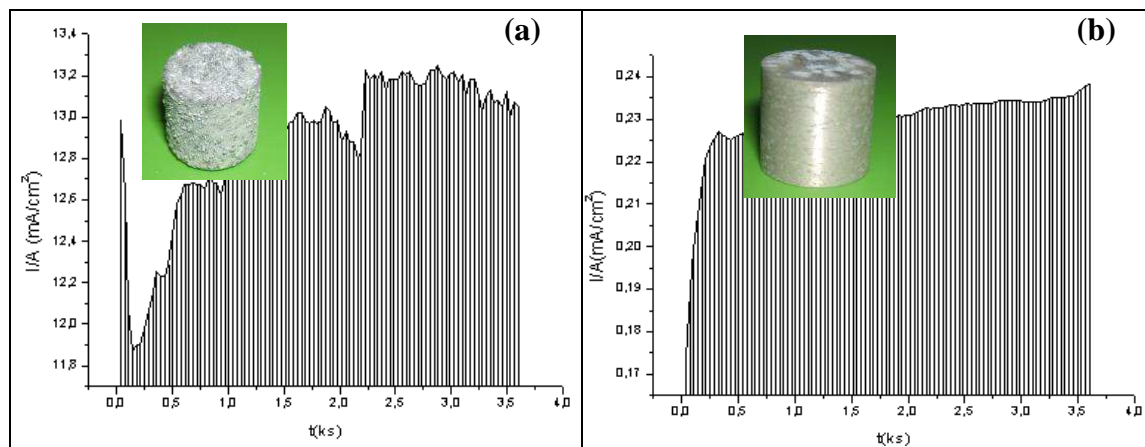 (a)
13,4
13,2
13,0
12,8
12,6
12,4
12,2
12,0
11,8
I/A (mA/cm²)
0,0 0,5 1,0 1,5 2,0 2,5 3,0 3,5 4,0
t(ks)
(b)
0,24
0,23
0,22
0,21
0,20
0,19
0,18
0,17
I/A(mA/cm²)
0,0 0,5 1,0 1,5 2,0 2,5 3,0 3,5 4,0
t(ks)